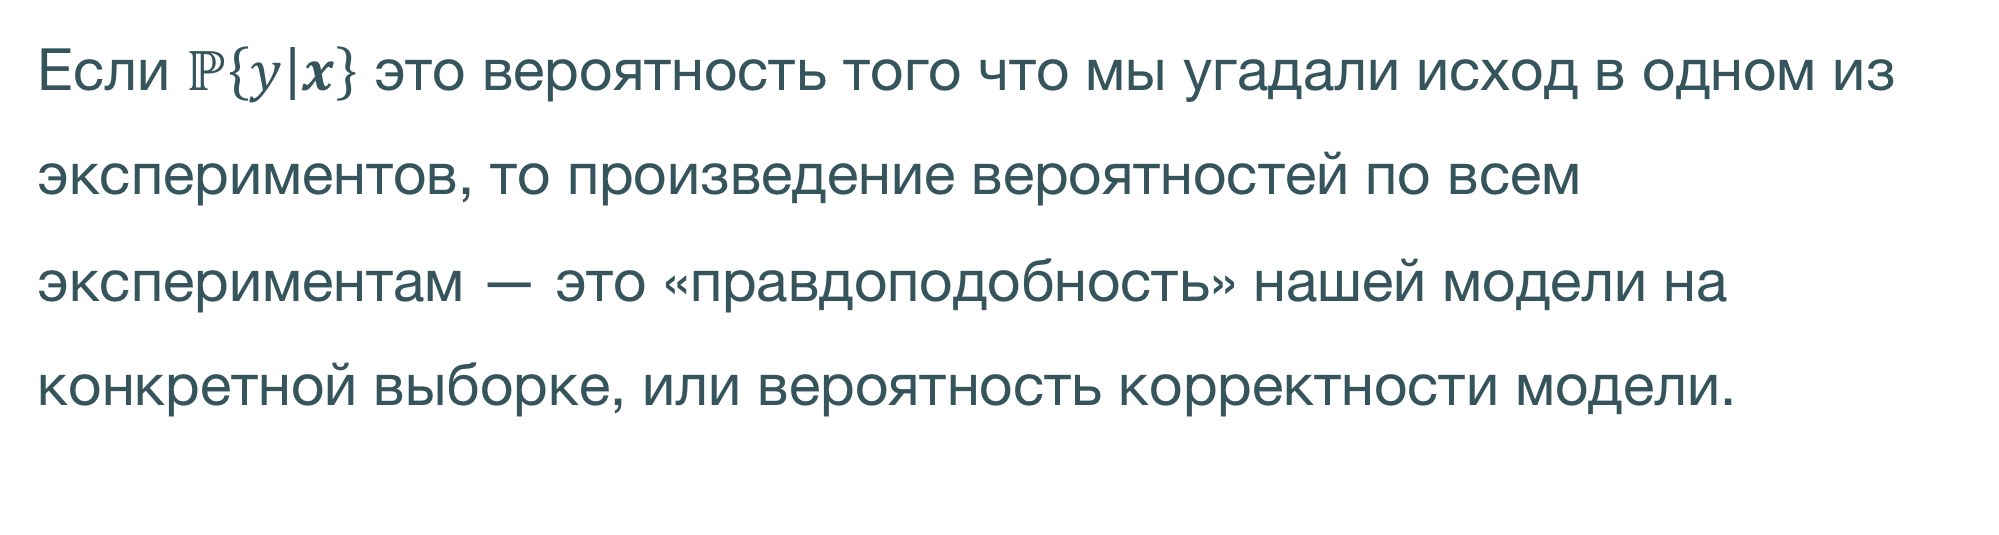 Если ℙ{y|x} это вероятность того что мы угадали исход в одном из
экспериментов, то произведение вероятностей по всем
экспериментам — это «правдоподобность» нашей модели на
конкретной выборке, или вероятность корректности модели.